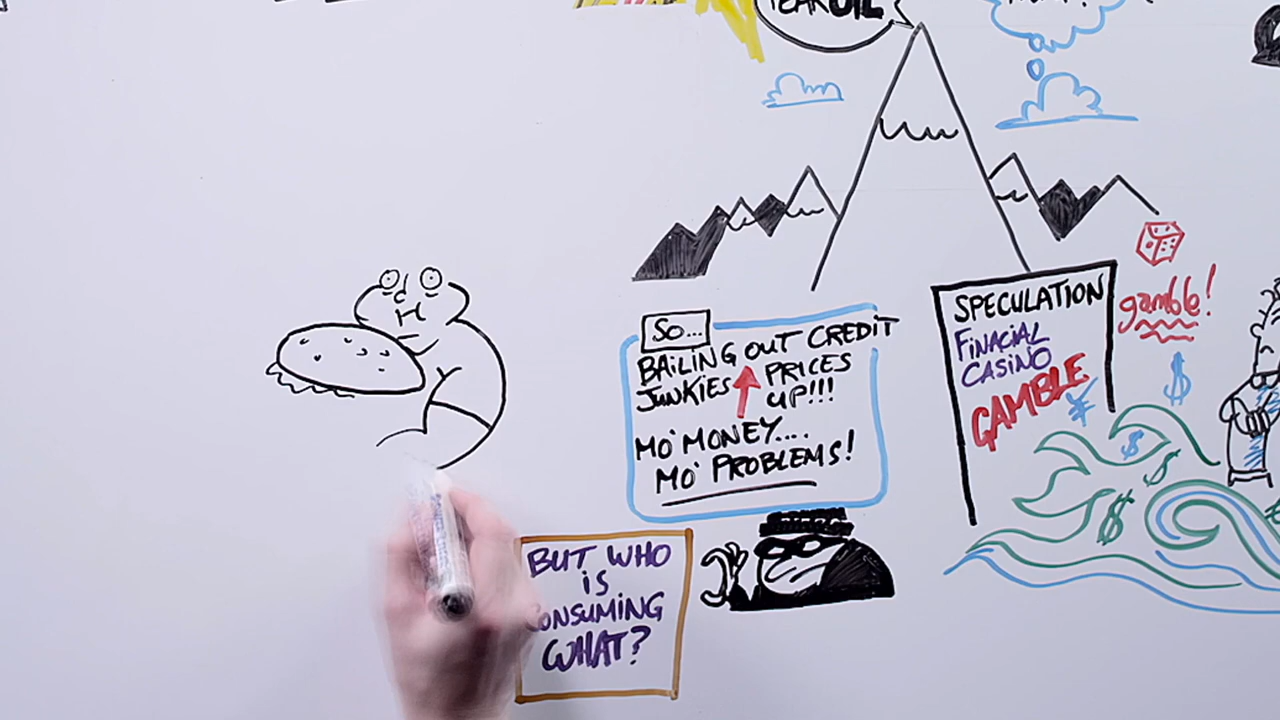 OIL
SO...
BAILING OUT CREDIT
JUNKIES PRICES
UP!!!
MO' MONEY....
MO' PROBLEMS!
SPECULATION
FINACIAL
CASINO
GAMBLE
gamble!
¥
$
$
$
$
BUT WHO
IS
CONSUMING
WHAT?